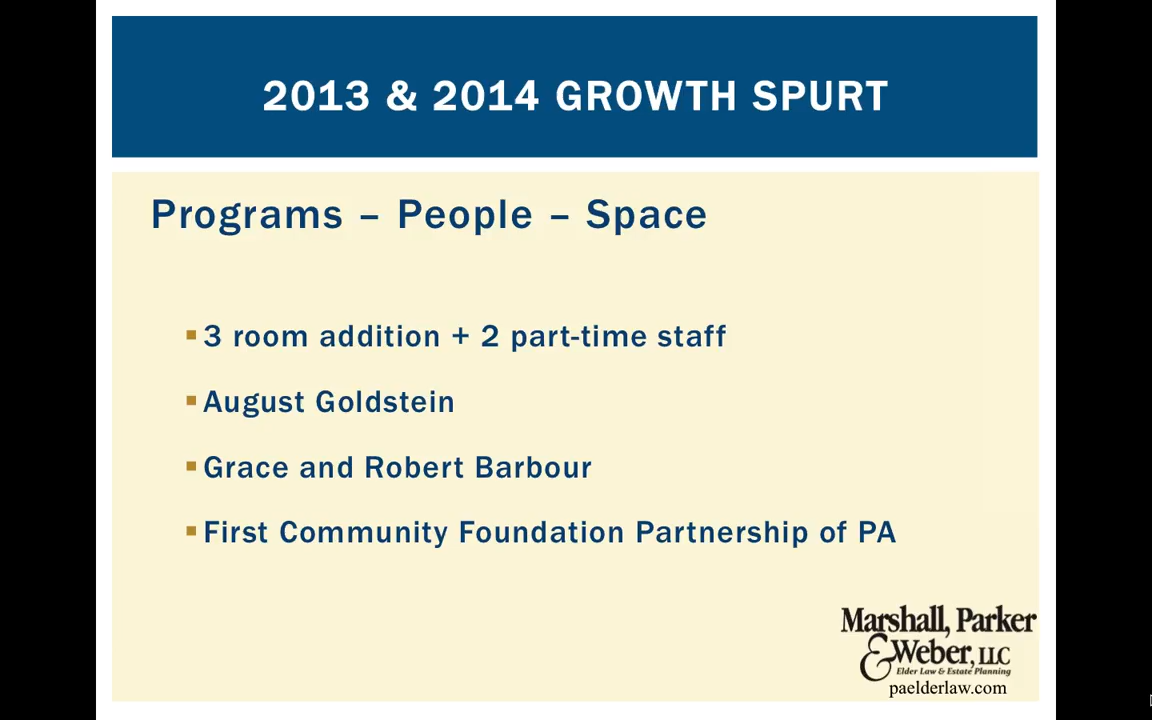 2013 & 2014 GROWTH SPURT
Programs – People – Space
▪ 3 room addition + 2 part-time staff
▪ August Goldstein
▪ Grace and Robert Barbour
▪ First Community Foundation Partnership of PA
Marshall, Parker
& Weber, LLC
Elder Law & Estate Planning
paelderlaw.com